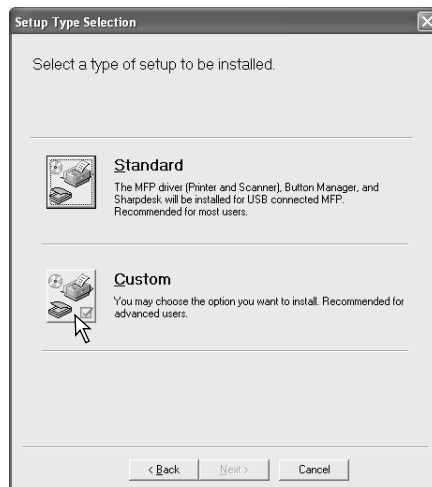 Setup Type Selection
Select a type of setup to be installed.
Standard
The MFP driver (Printer and Scanner), Button Manager, and
Sharpdesk will be installed for USB connected MFP.
Recommended for most users.
Custom
You may choose the option you want to install. Recommended for
advanced users.
< Back
Next >
Cancel